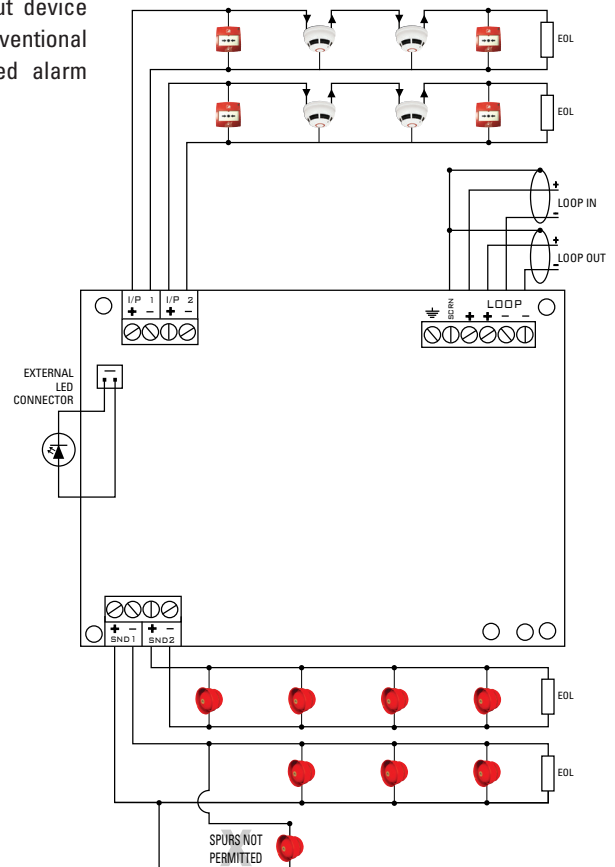 ut device
ventional
ed alarm
EOL
EOL
+
LOOP IN
-
+
LOOP OUT
-
I/P 1 I/P 2
+ - + -
SCRN LOOP
+ + - -
EXTERNAL
LED
CONNECTOR
+ - + -
SND1 SND2
EOL
EOL
X
SPURS NOT
PERMITTED